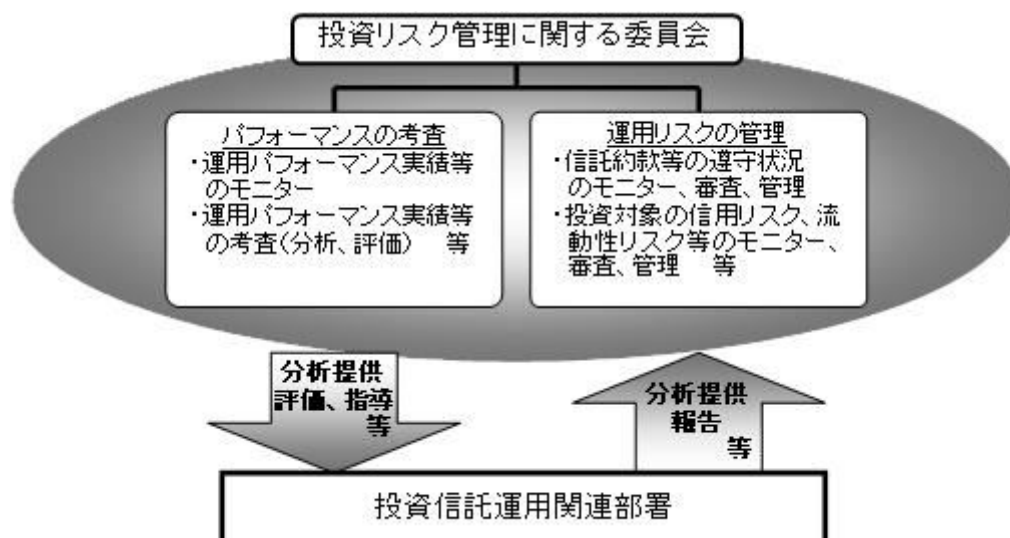 投資リスク管理に関する委員会
パフォーマンスの考査
・運用パフォーマンス実績等
のモニター
・運用パフォーマンス実績等
の考査(分析、評価) 等
運用リスクの管理
・信託約款等の遵守状況
のモニター、審査、管理
・投資対象の信用リスク、流
動性リスク等のモニター、
審査、管理 等
分析提供
評価、指導
等
分析提供
報告
等
投資信託運用関連部署